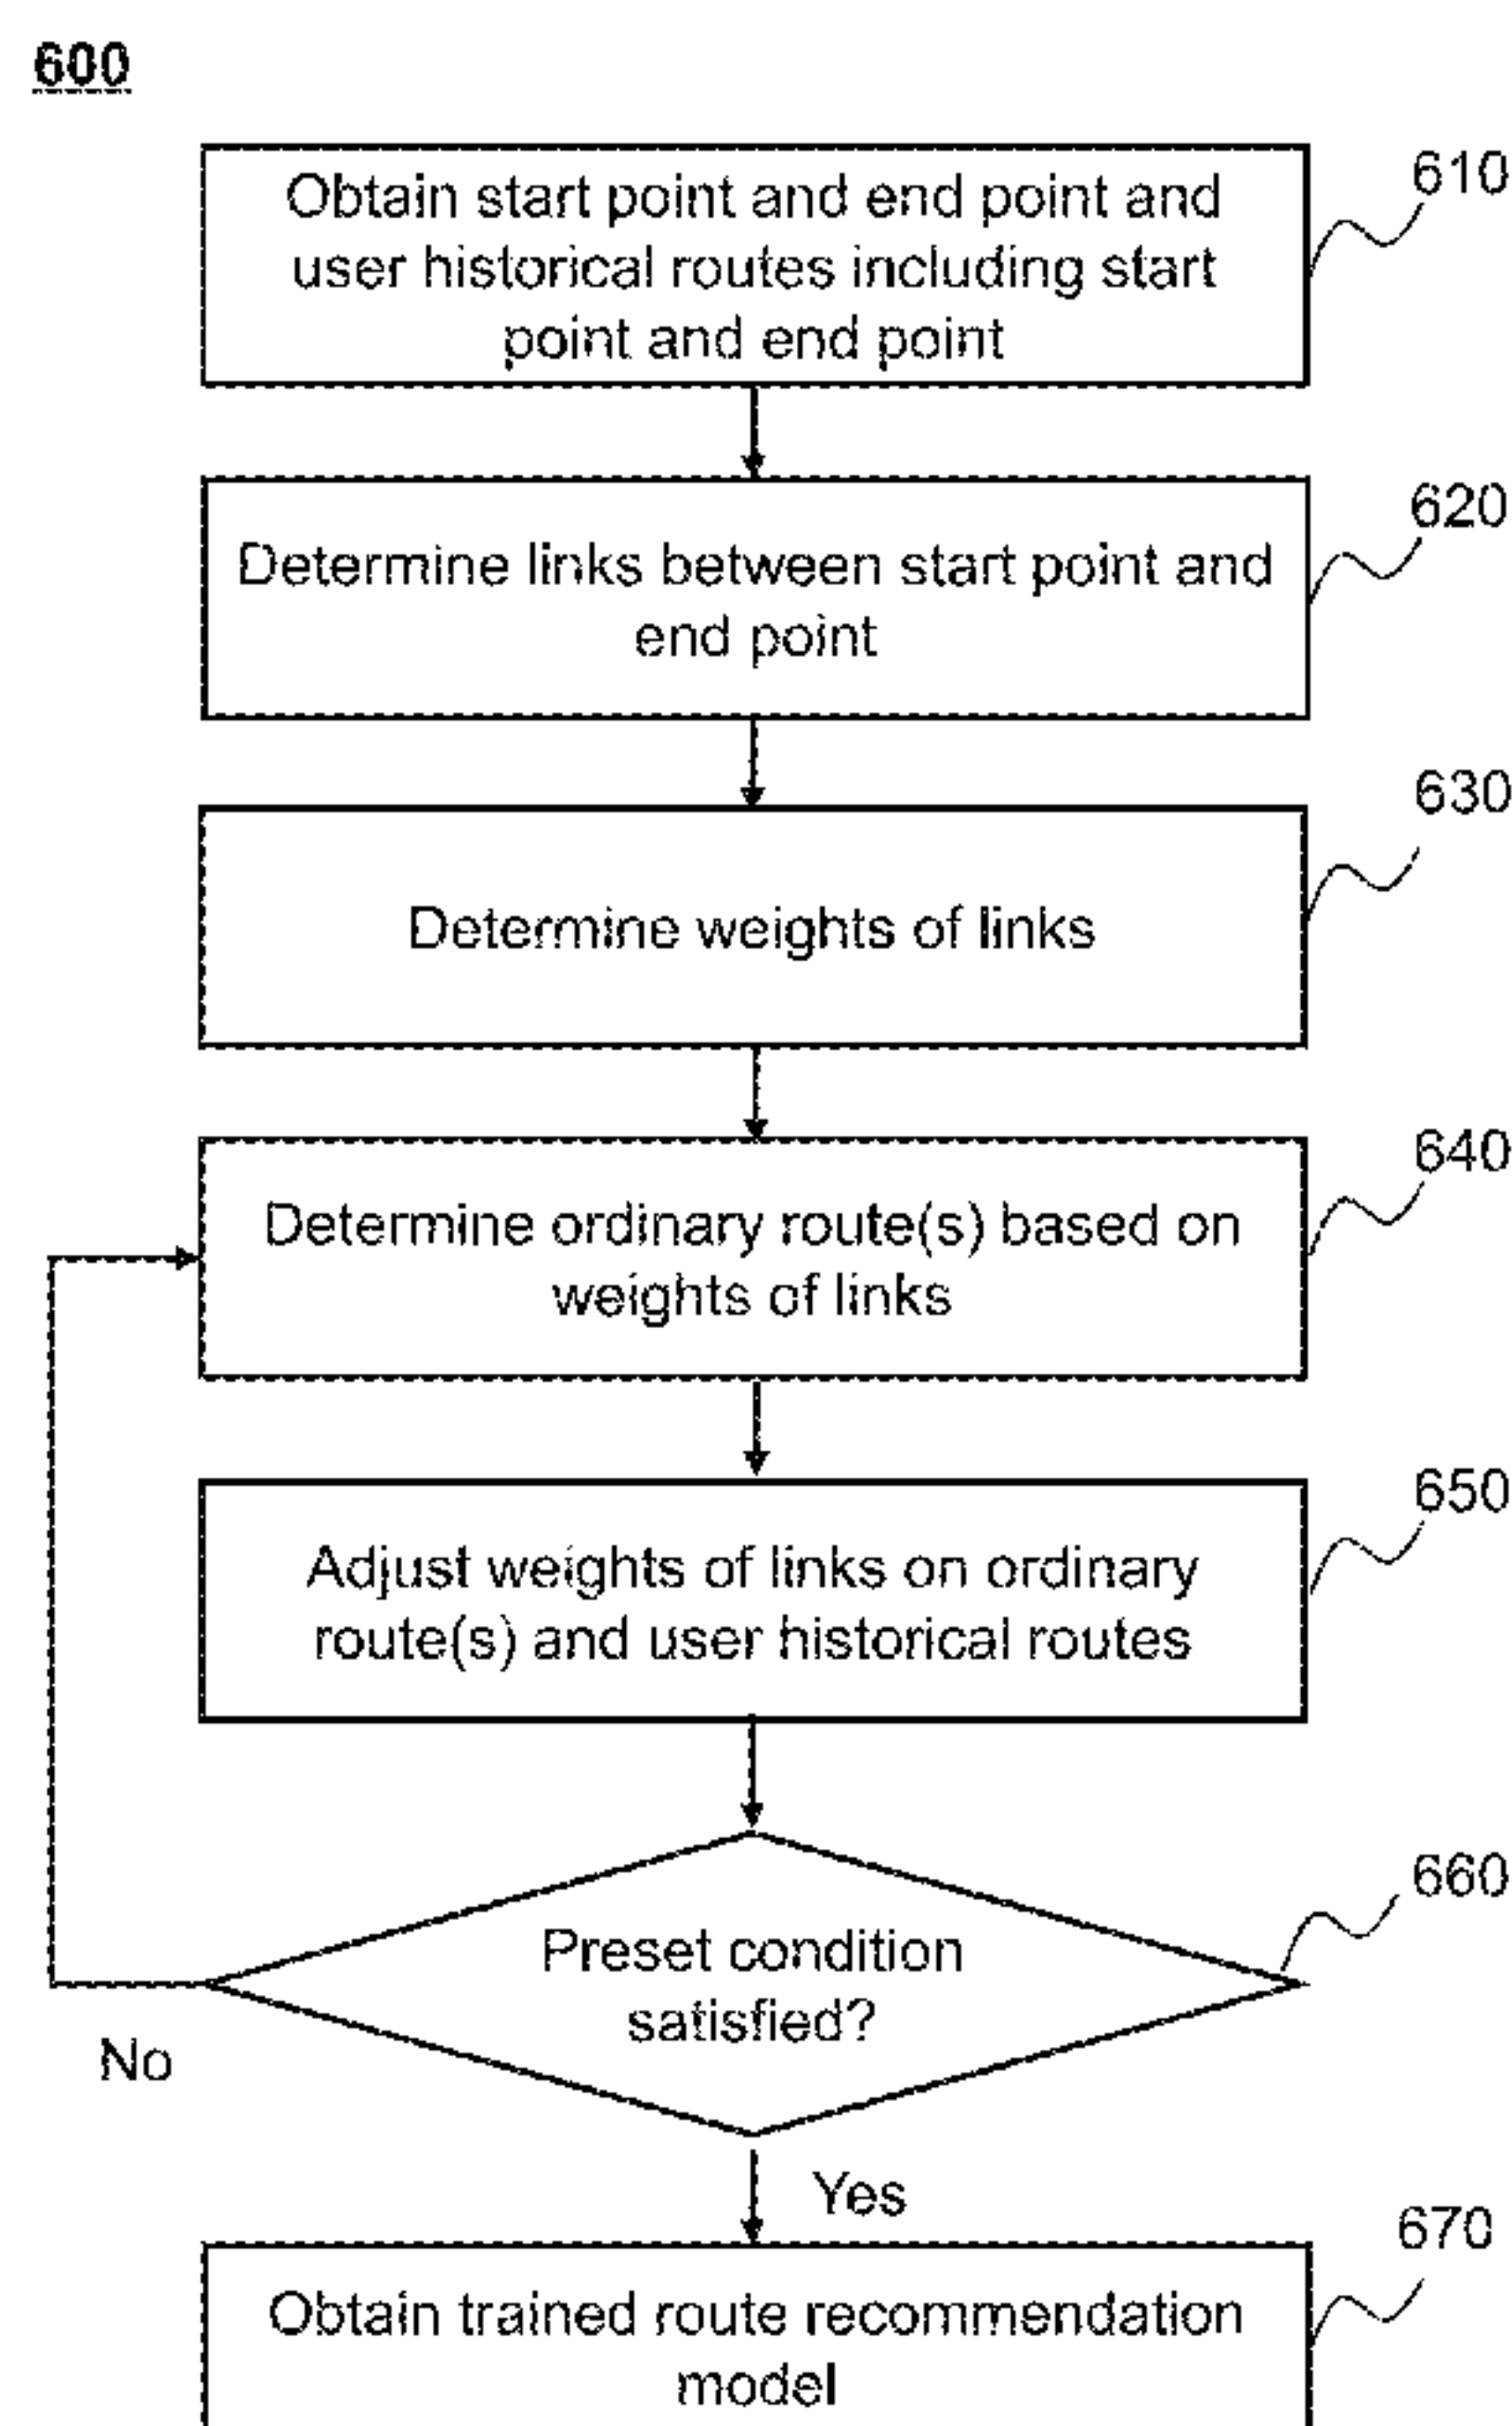 600
Obtain start point and end point and
user historical routes including start
point and end point
610
Determine links between start point and
end point
620
Determine weights of links
630
Determine ordinary route(s) based on
weights of links
640
Adjust weights of links on ordinary
route(s) and user historical routes
650
Preset condition
satisfied?
660
No
Yes
Obtain trained route recommendation
model
670